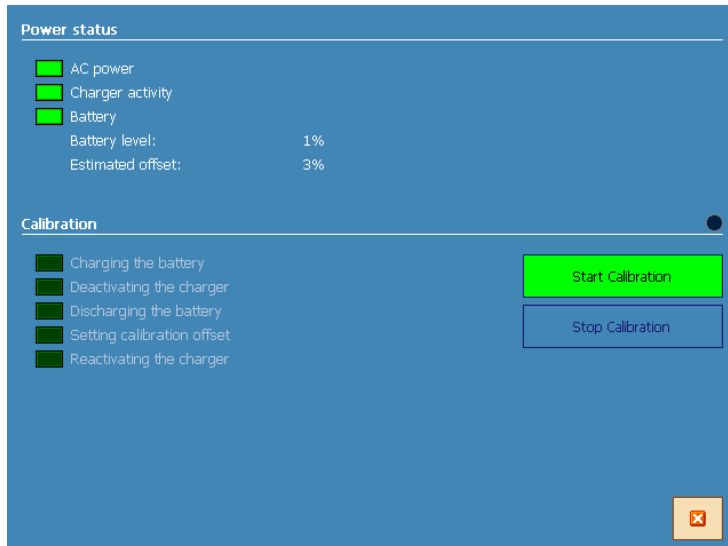 Power status
AC power
Charger activity
Battery
Battery level: 1%
Estimated offset: 3%
Calibration
Charging the battery
Deactivating the charger
Discharging the battery
Setting calibration offset
Reactivating the charger
Start Calibration
Stop Calibration